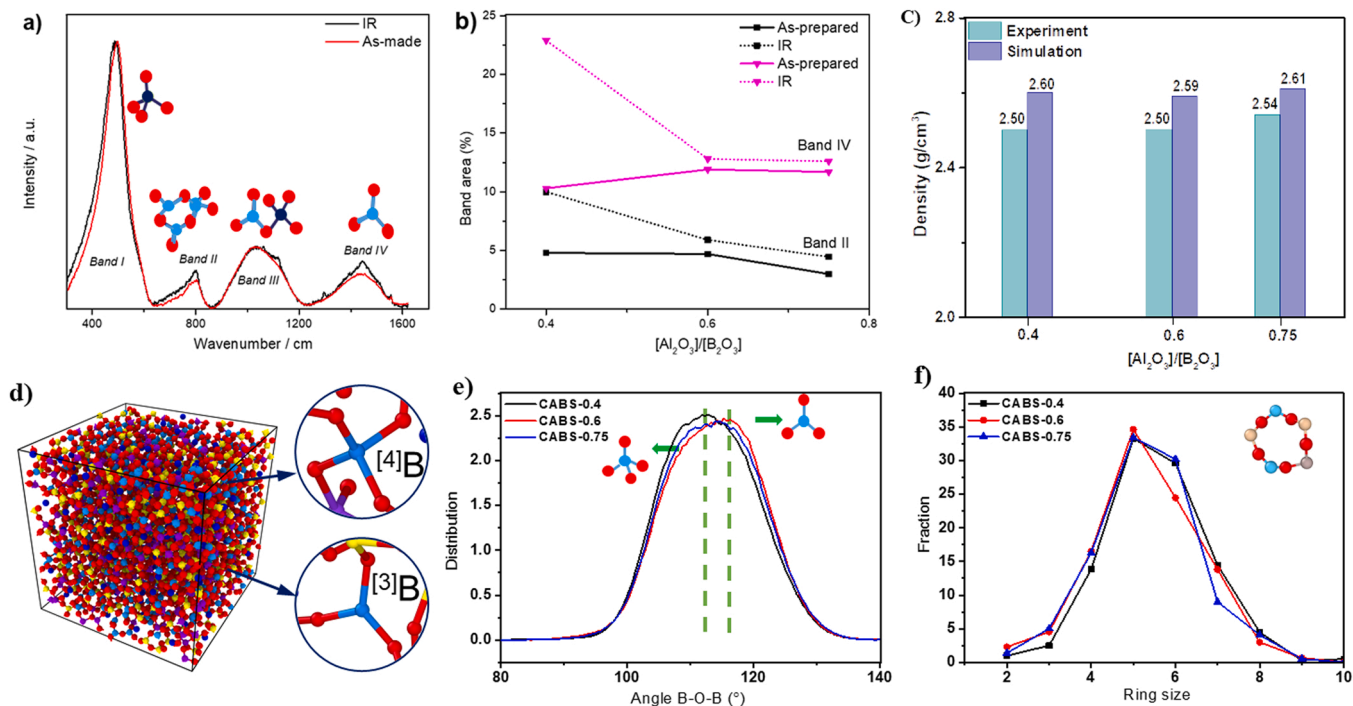 a)
IR
As-made
Intensity / a.u.
Band I
Band II
Band III
Band IV
400
800
1200
1600
Wavenumber / cm
b)
As-prepared
IR
As-prepared
IR
Band area (%)
25
20
15
10
5
0
Band IV
Band II
0.4
0.6
0.8
[Al₂O₃]/[B₂O₃]
C)
Experiment
Simulation
Density (g/cm³)
2.8
2.4
2.0
2.50
2.60
2.50
2.59
2.54
2.61
0.4
0.6
0.75
[Al₂O₃]/[B₂O₃]
d)
[4]B
[3]B
e)
CABS-0.4
CABS-0.6
CABS-0.75
Distribution
2.5
2.0
1.5
1.0
0.5
0.0
80
100
120
140
Angle B-O-B (°)
f)
CABS-0.4
CABS-0.6
CABS-0.75
Fraction
40
35
30
25
20
15
10
5
0
2
4
6
8
10
Ring size